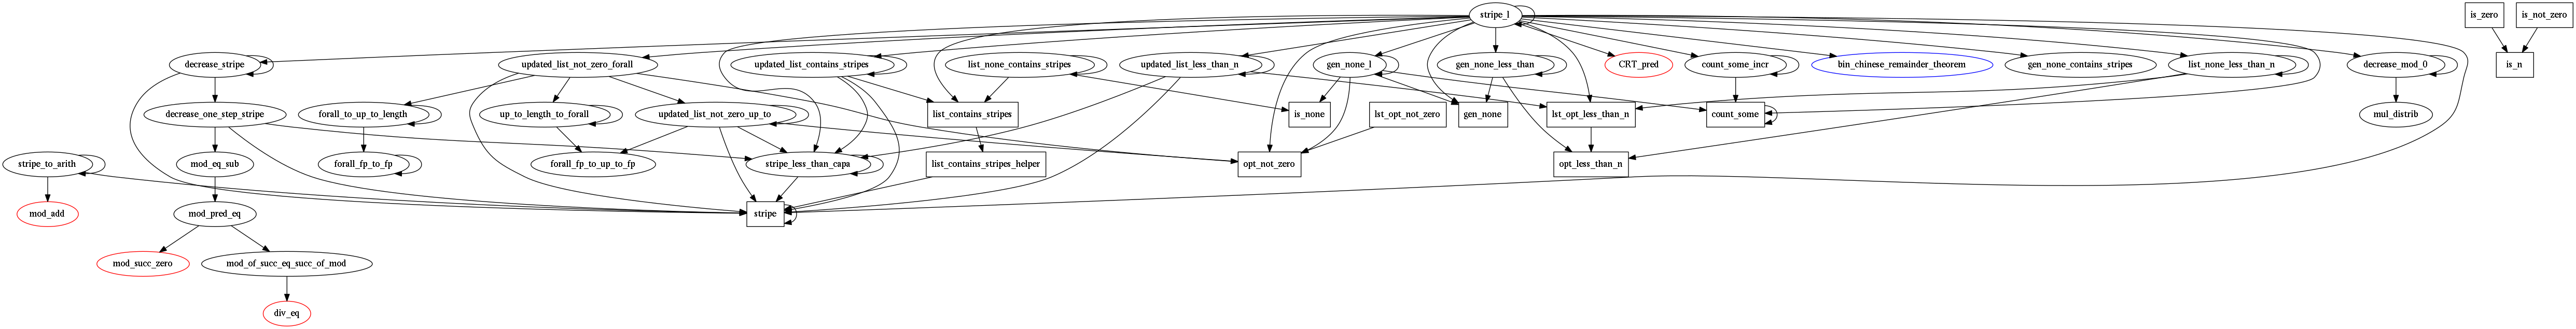 stripe_l
is_zero
is_not_zero
decrease_stripe
updated_list_not_zero_forall
updated_list_contains_stripes
list_none_contains_stripes
updated_list_less_than_n
gen_none_l
gen_none_less_than
CRT_pred
count_some_incr
bin_chinese_remainder_theorem
gen_none_contains_stripes
list_none_less_than_n
decrease_mod_0
is_n
decrease_one_step_stripe
forall_to_up_to_length
up_to_length_to_forall
updated_list_not_zero_up_to
list_contains_stripes
is_none
lst_opt_not_zero
gen_none
lst_opt_less_than_n
count_some
mul_distrib
stripe_to_arith
mod_eq_sub
forall_fp_to_fp
forall_fp_to_up_to_fp
stripe_less_than_capa
list_contains_stripes_helper
opt_not_zero
opt_less_than_n
mod_add
mod_pred_eq
stripe
mod_succ_zero
mod_of_succ_eq_succ_of_mod
div_eq